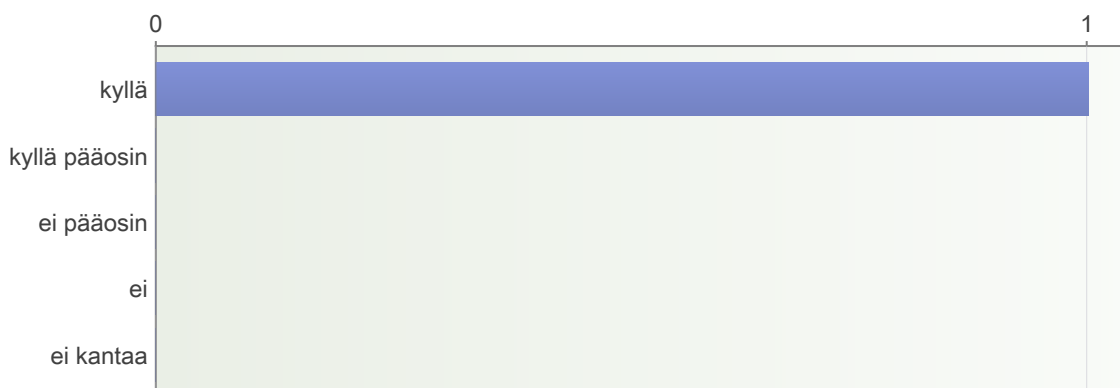 0 1
kyllä
kyllä pääosin
ei pääosin
ei
ei kantaa